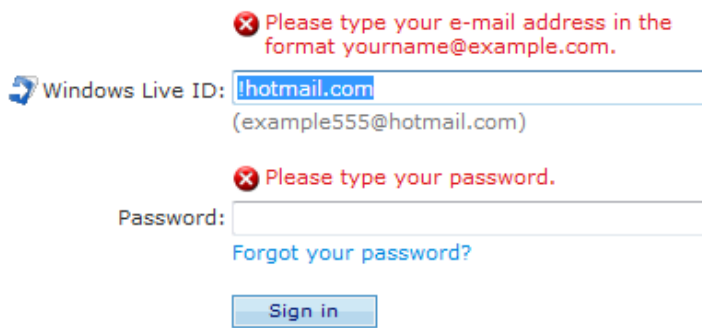 Please type your e-mail address in the
format yourname@example.com.
Windows Live ID: !hotmail.com
(example555@hotmail.com)
Please type your password.
Password:
Forgot your password?
Sign in